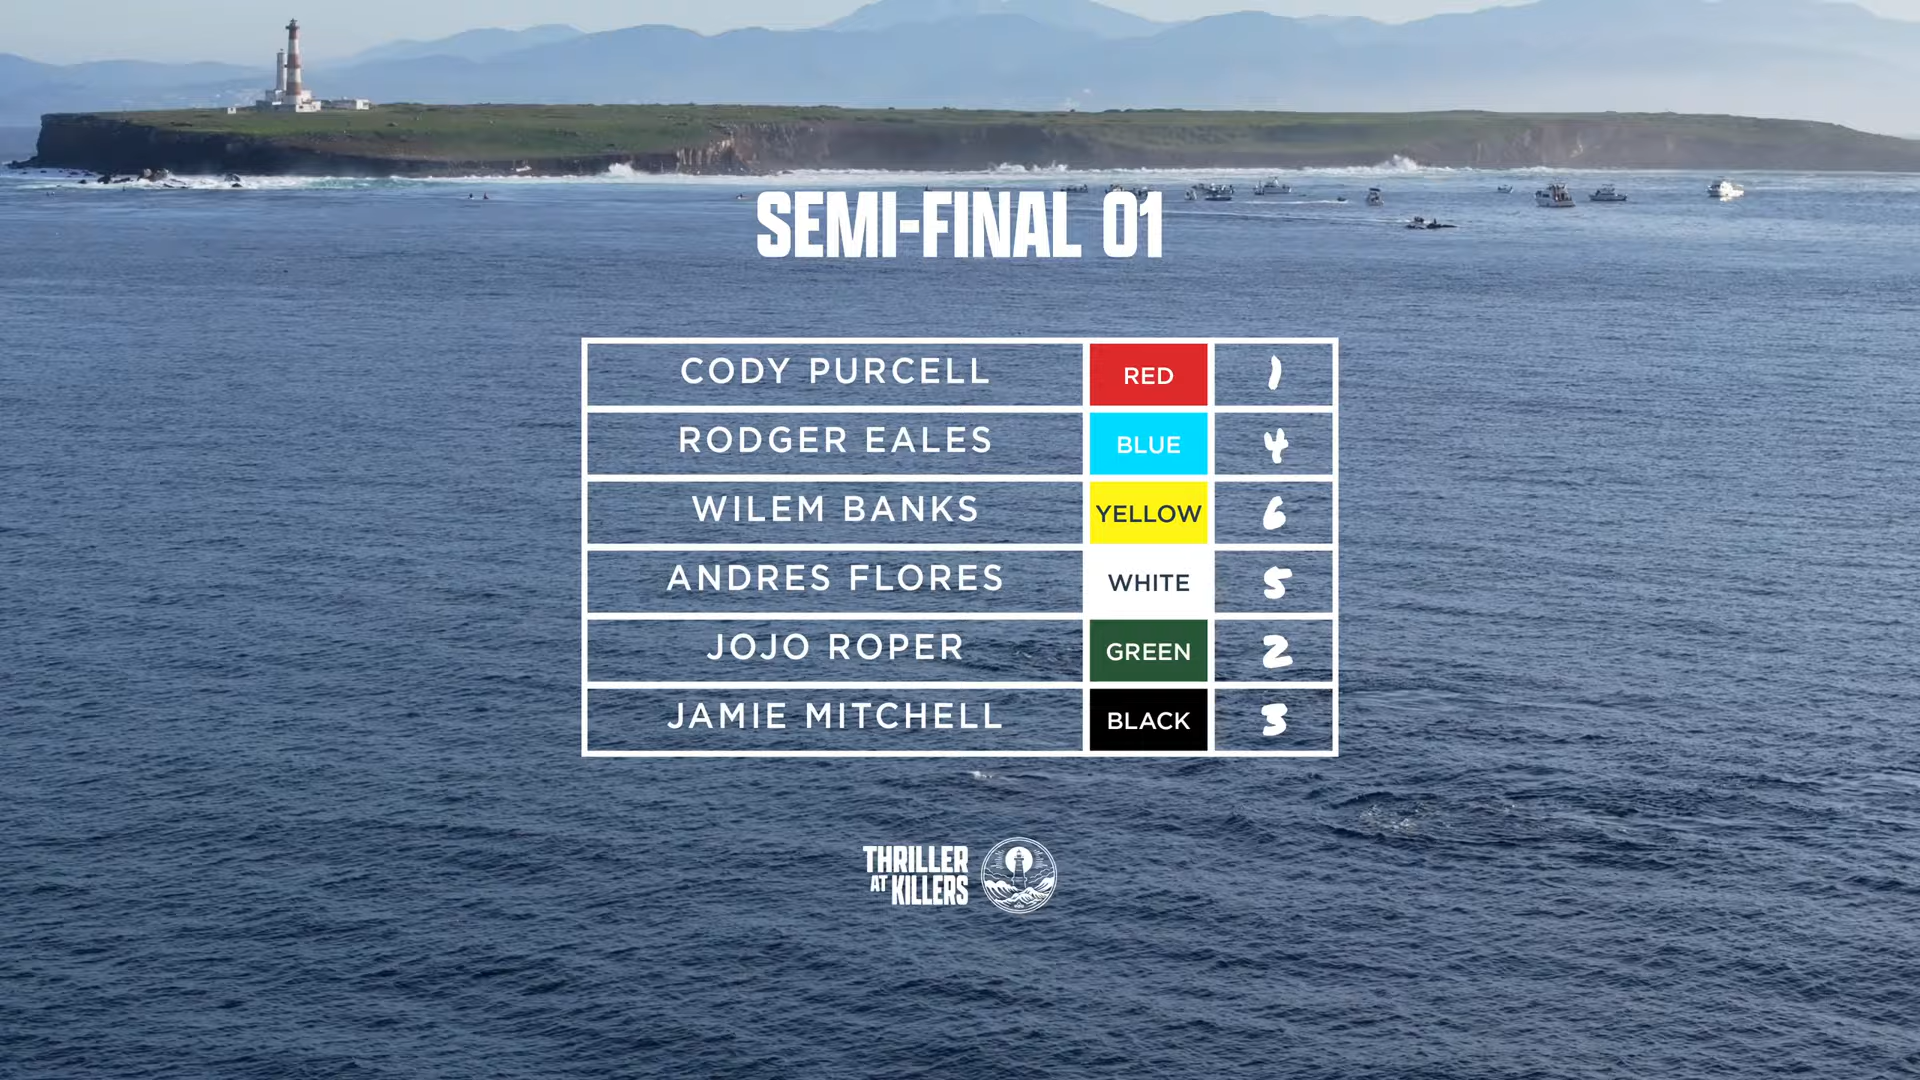 SEMI-FINAL 01
CODY PURCELL RED 1
RODGER EALES BLUE 4
WILEM BANKS YELLOW 6
ANDRES FLORES WHITE 5
JOJO ROPER GREEN 2
JAMIE MITCHELL BLACK 3
THRILLER
AT KILLERS